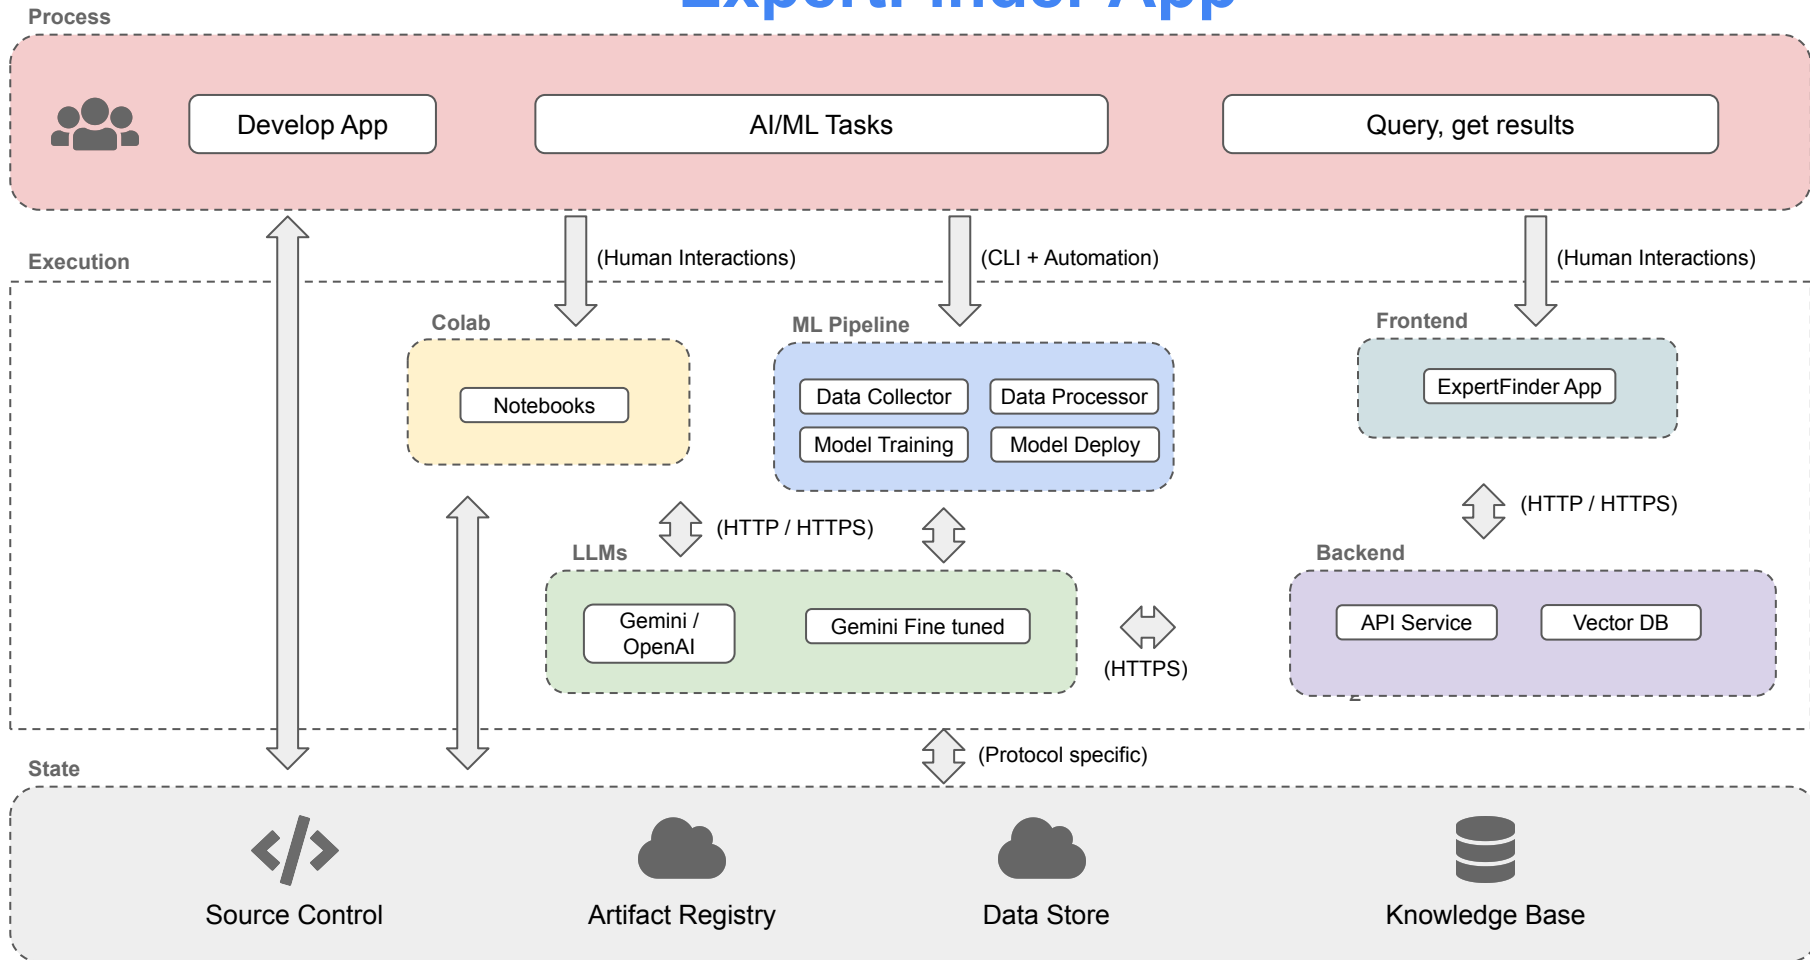 ExpertFinder App
Process
Develop App
AI/ML Tasks
Query, get results
(Human Interactions)
(CLI + Automation)
(Human Interactions)
Execution
Colab
ML Pipeline
Frontend
Notebooks
Data Collector
Data Processor
Model Training
Model Deploy
ExpertFinder App
(HTTP / HTTPS)
(HTTP / HTTPS)
LLMs
Backend
Gemini /
OpenAI
Gemini Fine tuned
(HTTPS)
API Service
Vector DB
(Protocol specific)
State
Source Control
Artifact Registry
Data Store
Knowledge Base